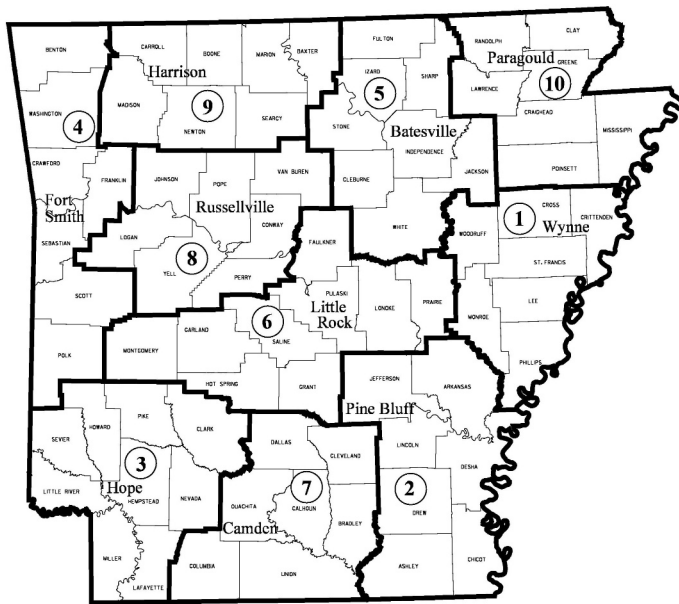 BENTON
CARROLL
BOONE
MARION
BAXTER
FULTON
RANDOLPH
CLAY
Harrison
Paragould
GREENE
IZARD
SHARP
LAWRENCE
10
5
MADISON
9
WASHINGTON
4
NEWTON
SEARCY
STONE
Batesville
INDEPENDENCE
CRAIGHEAD
MISSISSIPPI
CRAWFORD
FRANKLIN
JOHNSON
POPE
VAN BUREN
CLEBURNE
JACKSON
POINSETT
Fort
Smith
Russellville
CONWAY
WHITE
WOODRUFF
1
CROSS
CRITTENDEN
Wynne
SEBASTIAN
LOGAN
8
YELL
PERRY
FAULKNER
ST. FRANCIS
SCOTT
6
PULASKI
Little
Rock
LONOKE
PRAIRIE
MONROE
LEE
GARLAND
SALINE
POLK
MONTGOMERY
PHILLIPS
HOT SPRING
GRANT
JEFFERSON
ARKANSAS
Pine Bluff
PIKE
HOWARD
CLARK
SEVIER
DALLAS
CLEVELAND
LINCOLN
3
DESHA
LITTLE RIVER
Hope
HEMPSTEAD
NEVADA
7
CALHOUN
2
DREW
OUACHITA
Camden
BRADLEY
MILLER
LAFAYETTE
COLUMBIA
UNION
ASHLEY
CHICOT